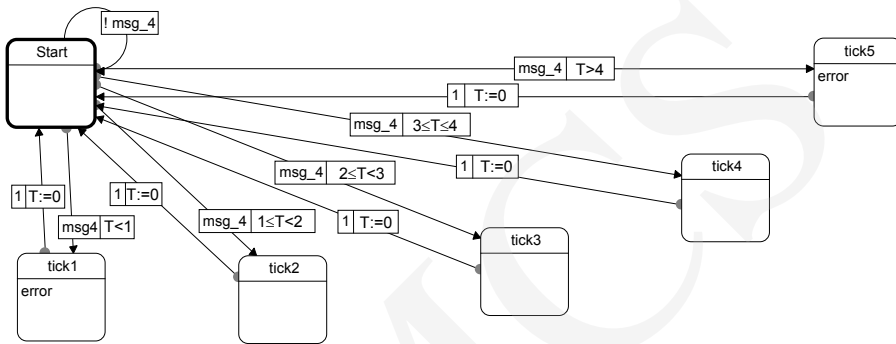 ! msg_4
Start
tick5
msg_4 T>4
error
1 T:=0
msg_4 3≤T≤4
tick4
1 T:=0
msg_4 2≤T<3
1 T:=0
1 T:=0
msg_4 1≤T<2
1 T:=0
msg4 T<1
tick3
tick1
tick2
error
MCS